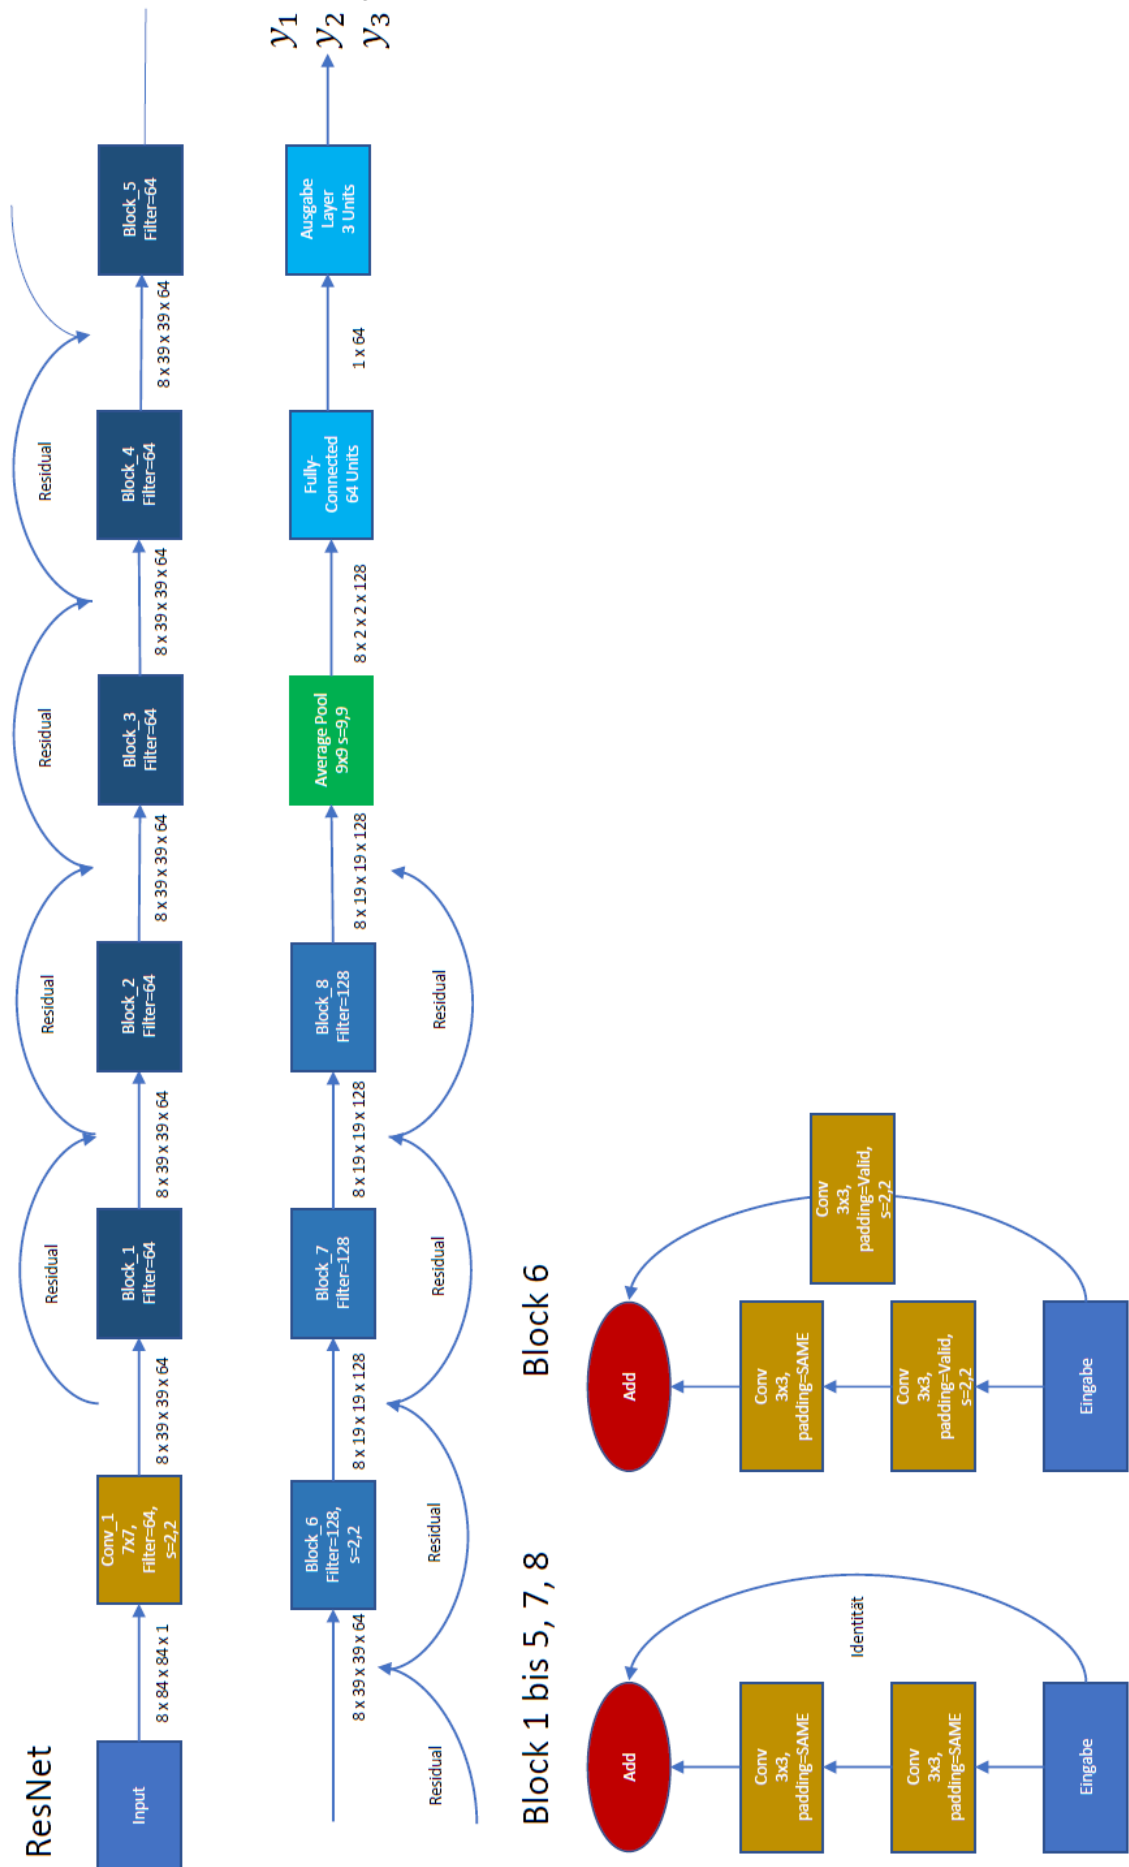 ResNet
Residual
Residual
Residual
Residual
Input
8 x 84 x 84 x 1
Conv_1
7x7,
Filter=64,
s=2,2
8 x 39 x 39 x 64
Block_1
Filter=64
8 x 39 x 39 x 64
Block_2
Filter=64
8 x 39 x 39 x 64
Block_3
Filter=64
8 x 39 x 39 x 64
Block_4
Filter=64
8 x 39 x 39 x 64
Block_5
Filter=64
8 x 39 x 39 x 64
Block_6
Filter=128,
s=2,2
8 x 19 x 19 x 128
Block_7
Filter=128
8 x 19 x 19 x 128
Block_8
Filter=128
8 x 19 x 19 x 128
Average Pool
9x9 s=9,9
8 x 2 x 2 x 128
Fully-
Connected
64 Units
1 x 64
Ausgabe
Layer
3 Units
y1
y2
y3
Residual
Residual
Residual
Residual
Block 1 bis 5, 7, 8
Add
Conv
3x3,
padding=SAME
Conv
3x3,
padding=SAME
Eingabe
Identität
Block 6
Add
Conv
3x3,
padding=SAME
Conv
3x3,
padding=Valid,
s=2,2
Eingabe
Conv
3x3,
padding=Valid,
s=2,2